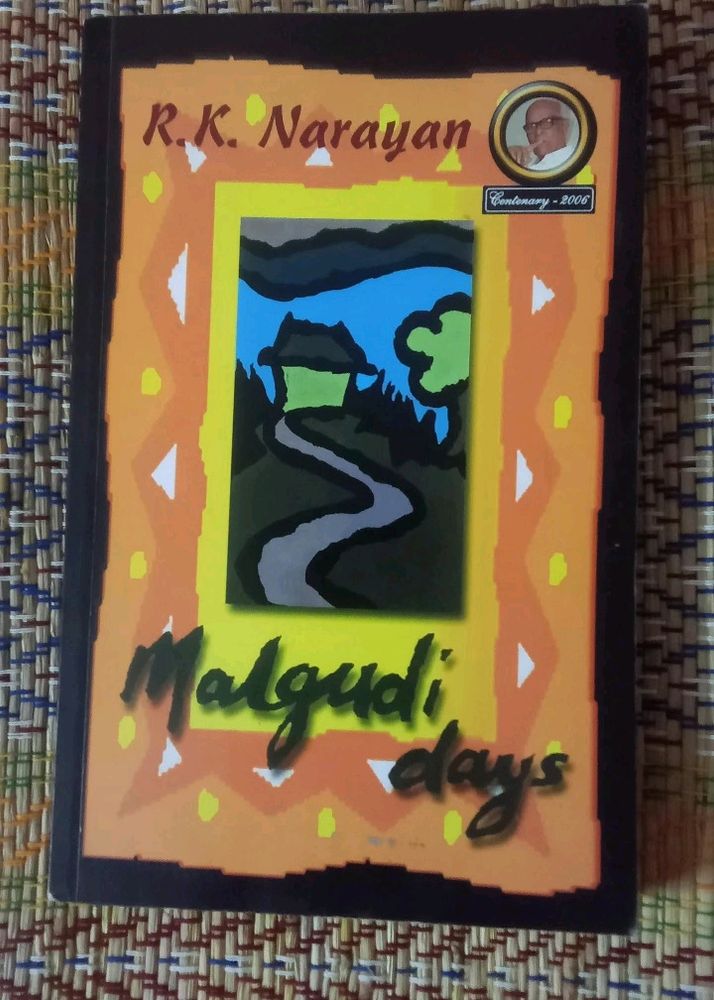 R.K. Narayan
Centenary - 2006
Malgudi
days